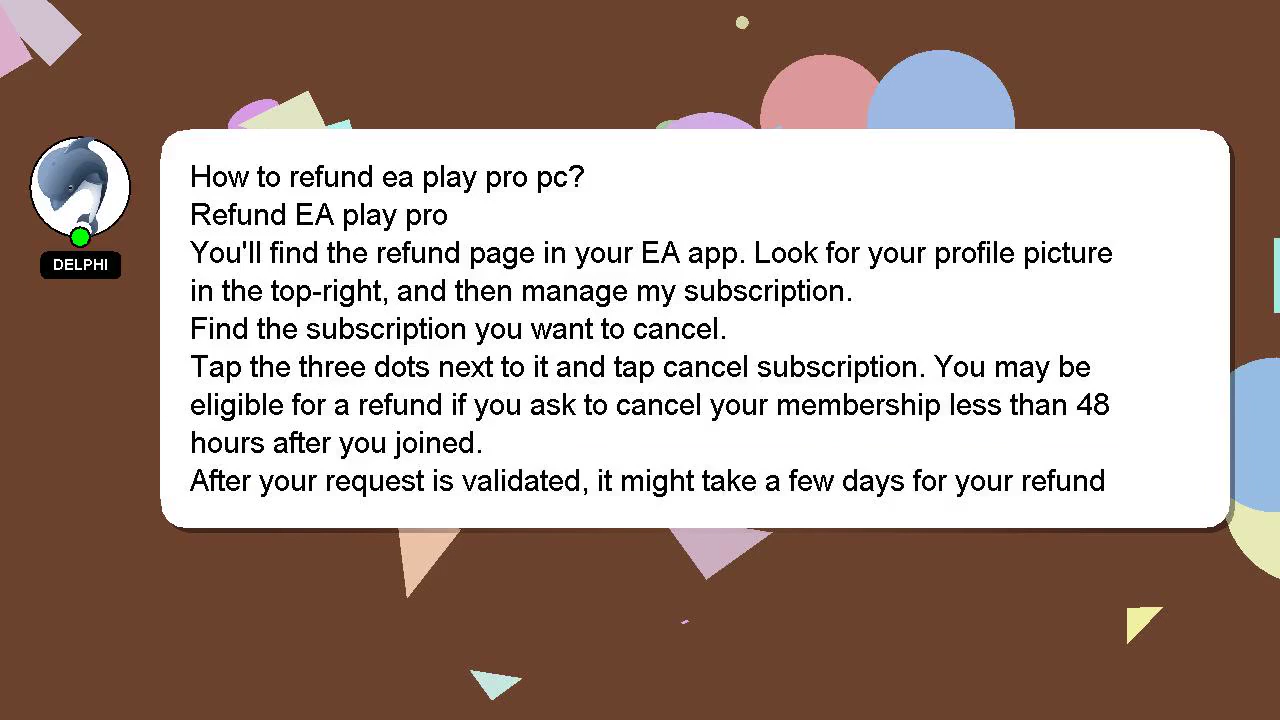 How to refund ea play pro pc?
Refund EA play pro
You'll find the refund page in your EA app. Look for your profile picture
in the top-right, and then manage my subscription.
Find the subscription you want to cancel.
Tap the three dots next to it and tap cancel subscription. You may be
eligible for a refund if you ask to cancel your membership less than 48
hours after you joined.
After your request is validated, it might take a few days for your refund
DELPHI